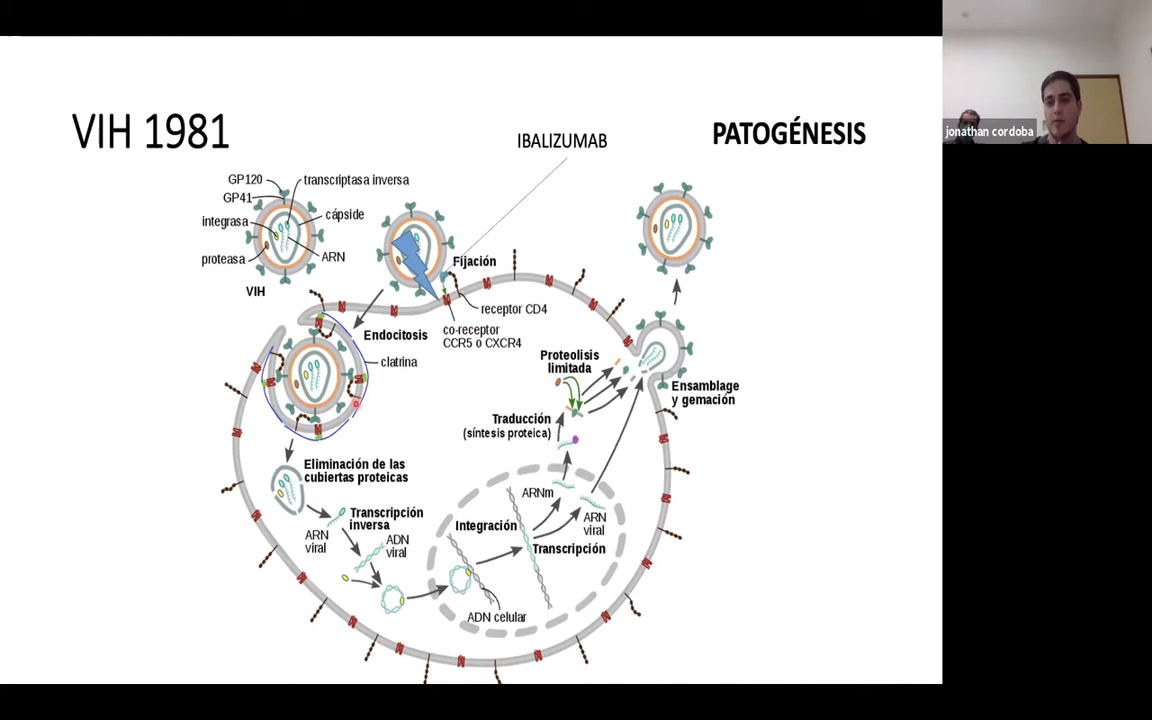 VIH 1981
IBALIZUMAB
PATOGÉNESIS
jonathan cordoba
GP120
transcriptasa inversa
GP41
cápside
integrasa
proteasa
ARN
VIH
Fijación
receptor CD4
co-receptor
CCR5 o CXCR4
Endocitosis
clatrina
Proteolisis
limitada
Ensamblage
y gemación
Traducción
(síntesis proteica)
Eliminación de las
cubiertas proteicas
Transcripción
inversa
ARN
viral
ADN
viral
ARNm
Integración
ARN
viral
Transcripción
ADN celular